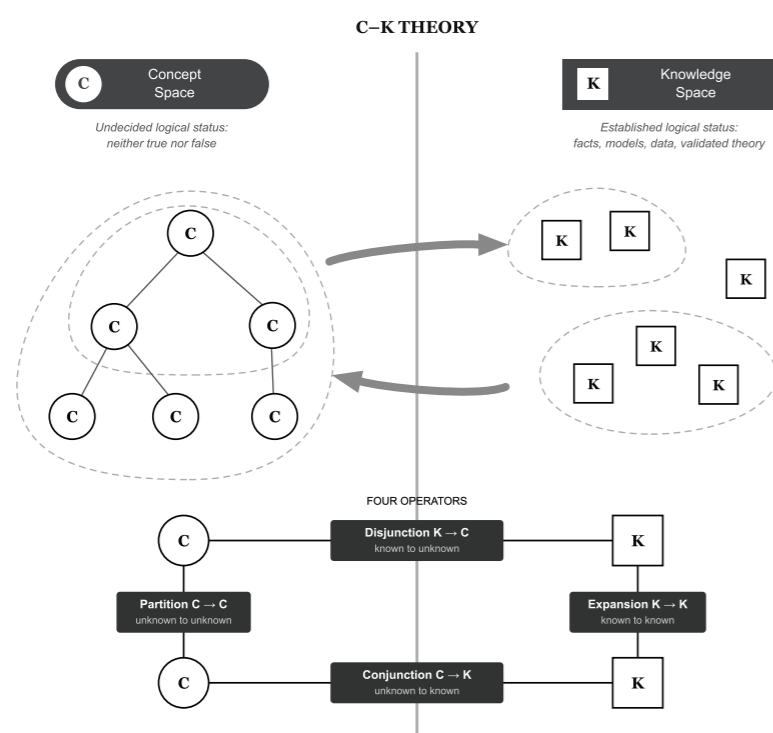 C–K THEORY
C
Concept
Space
K
Knowledge
Space
Undecided logical status:
neither true nor false
Established logical status:
facts, models, data, validated theory
C
K
K
K
C
C
K
K
K
C
C
C
FOUR OPERATORS
C
Disjunction K → C
known to unknown
K
Partition C → C
unknown to unknown
Expansion K → K
known to known
C
Conjunction C → K
unknown to known
K